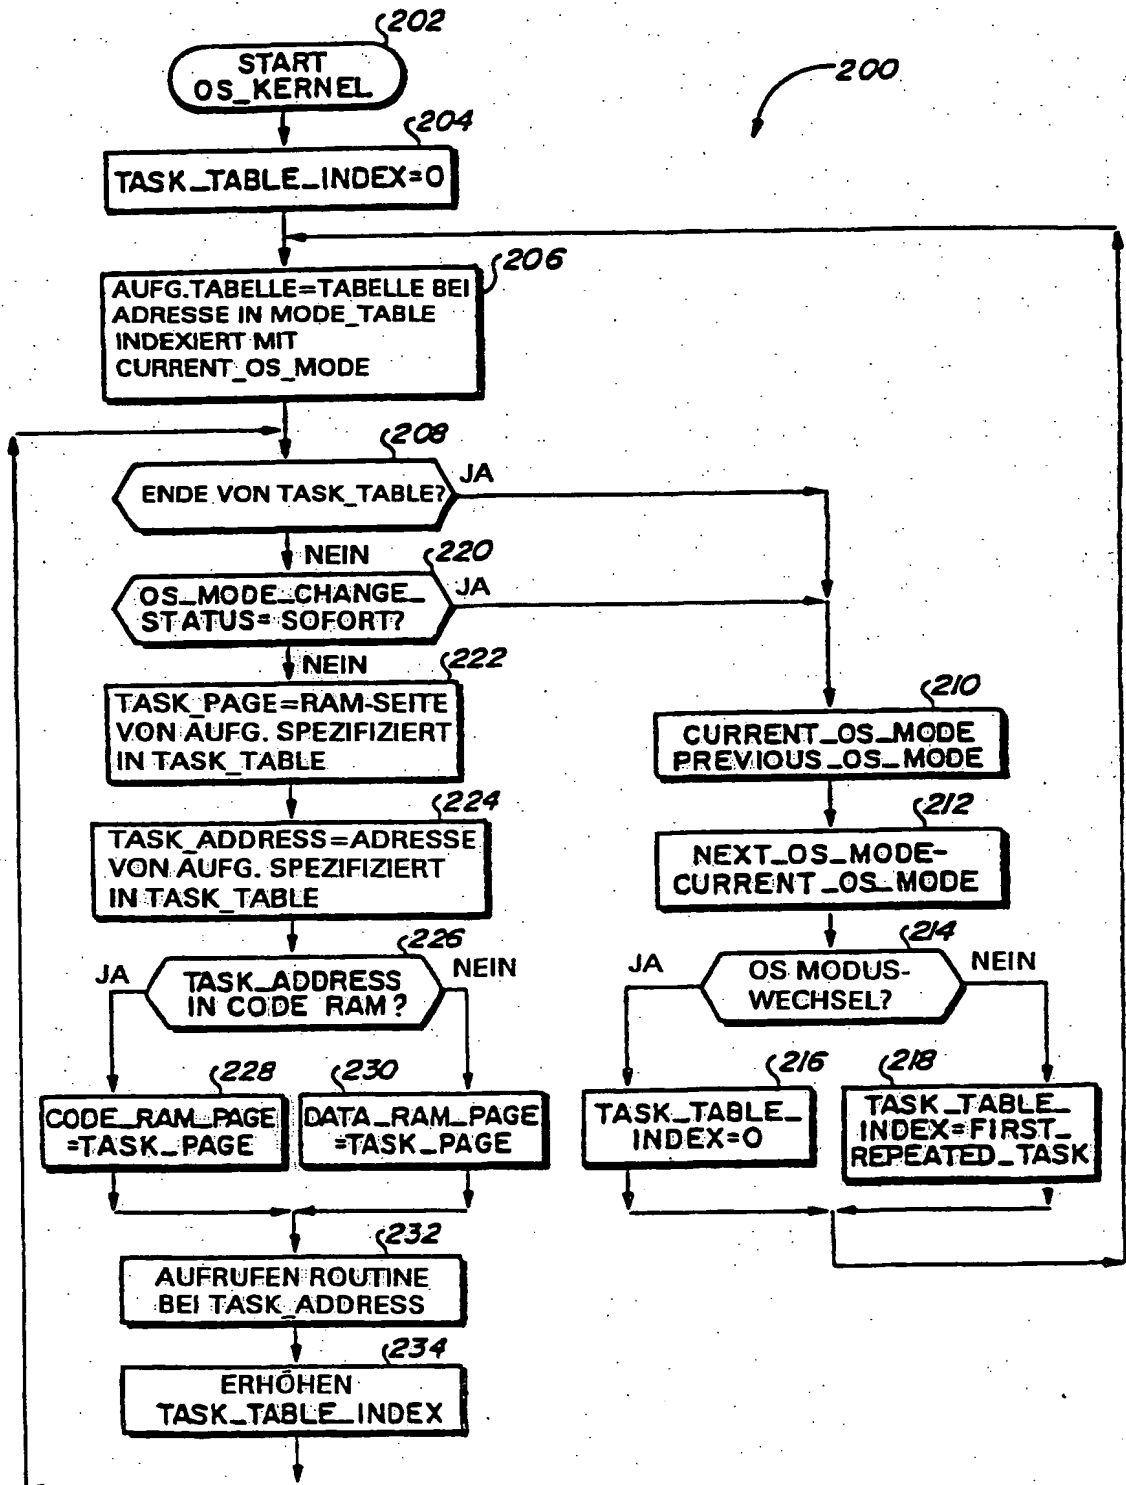 202
START
OS_KERNEL
200
204
TASK_TABLE_INDEX=0
206
AUFG.TABELLE=TABELLE BEI
ADRESSE IN MODE_TABLE
INDEXIERT MIT
CURRENT_OS_MODE
208
ENDE VON TASK_TABLE?
JA
NEIN
220
OS_MODE_CHANGE_
STATUS=SOFORT?
JA
NEIN
222
TASK_PAGE=RAM-SEITE
VON AUFG. SPEZIFIZIERT
IN TASK_TABLE
224
TASK_ADDRESS=ADRESSE
VON AUFG. SPEZIFIZIERT
IN TASK_TABLE
226
JA
TASK_ADDRESS
IN CODE RAM?
NEIN
228
CODE_RAM_PAGE
=TASK_PAGE
230
DATA_RAM_PAGE
=TASK_PAGE
232
AUFRUFEN ROUTINE
BEI TASK_ADDRESS
234
ERHÖHEN
TASK_TABLE_INDEX
210
CURRENT_OS_MODE
PREVIOUS_OS_MODE
212
NEXT_OS_MODE-
CURRENT_OS_MODE
214
JA
OS MODUS-
WECHSEL?
NEIN
216
TASK_TABLE_
INDEX=0
218
TASK_TABLE_
INDEX=FIRST_
REPEATED_TASK